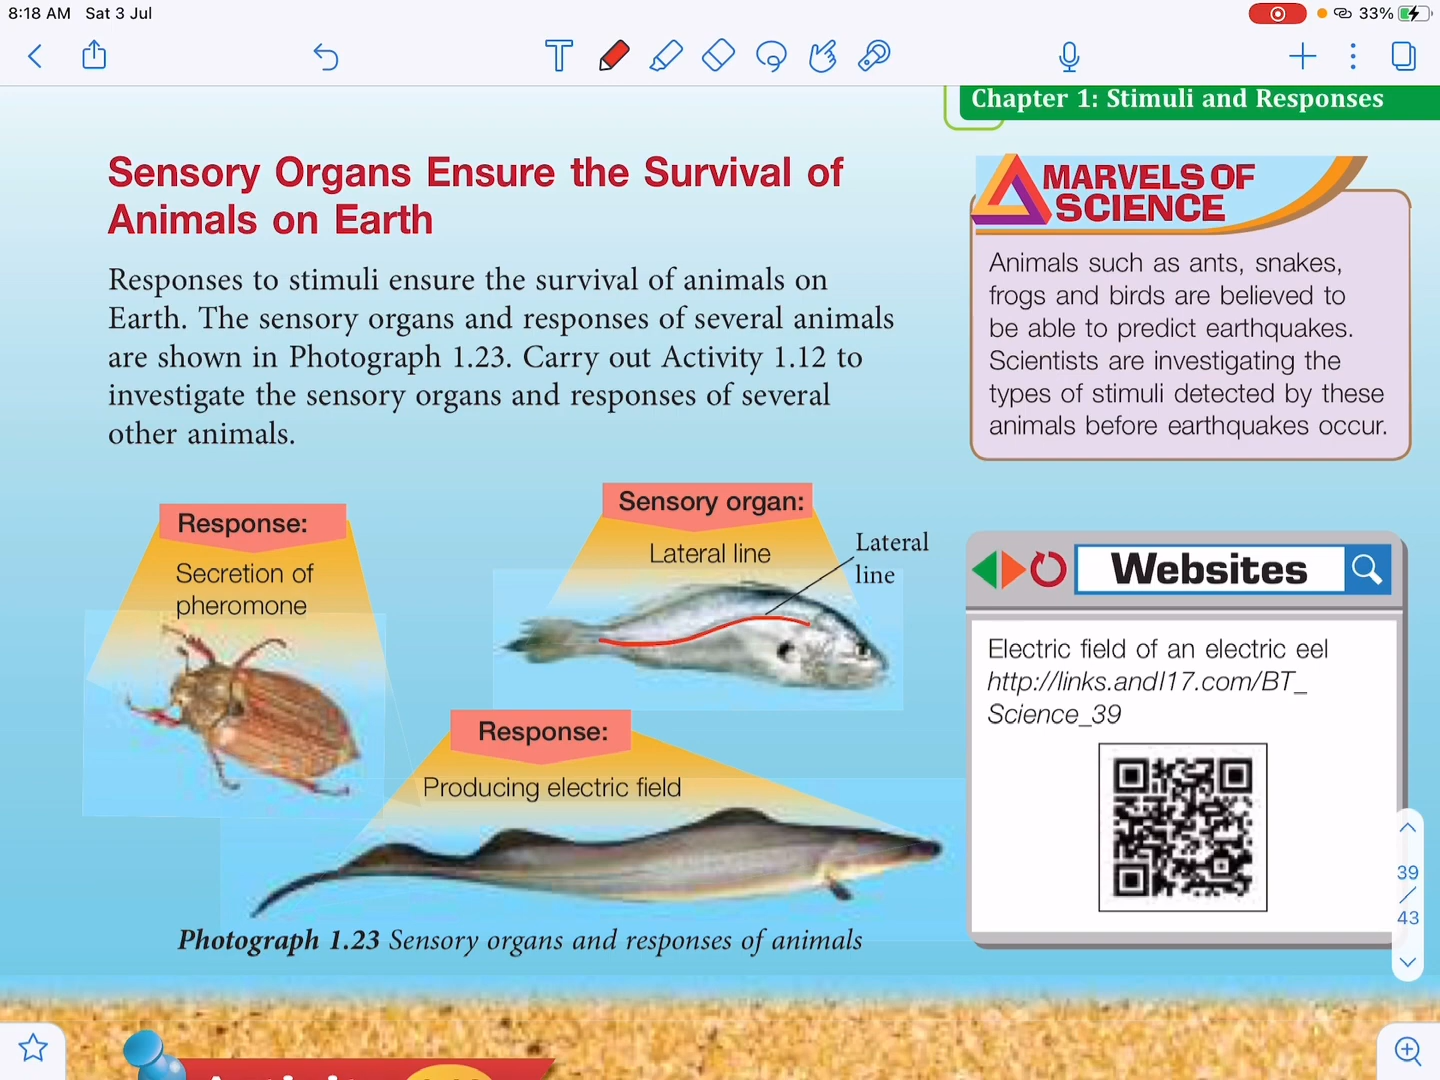 8:18 AM Sat 3 Jul
33%
Chapter 1: Stimuli and Responses
Sensory Organs Ensure the Survival of
Animals on Earth
Responses to stimuli ensure the survival of animals on
Earth. The sensory organs and responses of several animals
are shown in Photograph 1.23. Carry out Activity 1.12 to
investigate the sensory organs and responses of several
other animals.
MARVELS OF
SCIENCE
Animals such as ants, snakes,
frogs and birds are believed to
be able to predict earthquakes.
Scientists are investigating the
types of stimuli detected by these
animals before earthquakes occur.
Response:
Secretion of
pheromone
Sensory organ:
Lateral line
Lateral
line
Response:
Producing electric field
Photograph 1.23 Sensory organs and responses of animals
Websites
Electric field of an electric eel
http://links.andl17.com/BT_
Science_39
39
43